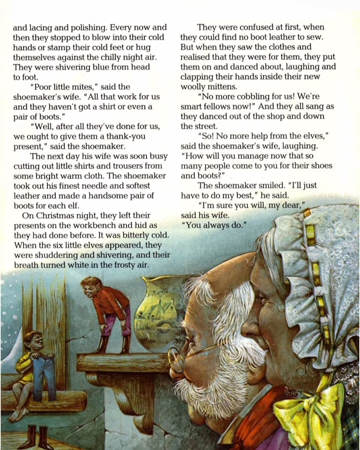 and lacing and polishing. Every now and
then they stopped to blow into their cold
hands or stamp their cold feet or hug
themselves against the chilly night air.
They were shivering blue from head
to foot.
"Poor little mites," said the
shoemaker's wife. "All that work for us
and they haven't got a shirt or even a
pair of boots."
"Well, after all they've done for us,
we ought to give them a thank-you
present," said the shoemaker.
The next day his wife was soon busy
cutting out little shirts and trousers from
some bright warm cloth. The shoemaker
took out his finest needle and softest
leather and made a handsome pair of
boots for each elf.
On Christmas night, they left their
presents on the workbench and hid as
they had done before. It was bitterly cold.
When the six little elves appeared, they
were shuddering and shivering, and their
breath turned white in the frosty air.
They were confused at first, when
they could find no boot leather to sew.
But when they saw the clothes and
realised that they were for them, they put
them on and danced about, laughing and
clapping their hands inside their new
woolly mittens.
"No more cobbling for us! We're
smart fellows now!" And they all sang as
they danced out of the shop and down
the street.
"So! No more help from the elves,"
said the shoemaker's wife, laughing.
"How will you manage now that so
many people come to you for their shoes
and boots?"
The shoemaker smiled. "I'll just
have to do my best," he said.
"I'm sure you will, my dear,"
said his wife.
"You always do."